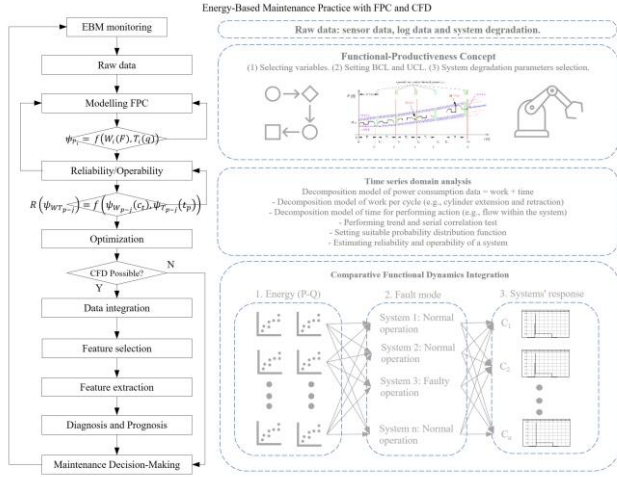 Energy-Based Maintenance Practice with FPC and CFD
EBM monitoring
Raw data
Modelling FPC
Reliability/Operability
Optimization
CFD Possible?
N
Y
Data integration
Feature selection
Feature extraction
Diagnosis and Prognosis
Maintenance Decision-Making
Raw data: sensor data, log data and system degradation.
Functional-Productiveness Concept
(1) Selecting variables. (2) Setting BCL and UCL. (3) System degradation parameters selection.
Time series domain analysis
Decomposition model of power consumption data = work + time
- Decomposition model of work per cycle (e.g., cylinder extension and retraction)
- Decomposition model of time for performing action (e.g., flow within the system)
- Performing trend and serial correlation test
- Setting suitable probability distribution function
- Estimating reliability and operability of a system
Comparative Functional Dynamics Integration
1. Energy (P-Q)
2. Fault mode
3. Systems' response
System 1: Normal
operation
System 2: Normal
operation
System 3: Faulty
operation
System n: Normal
operation
C1
C2
Cn